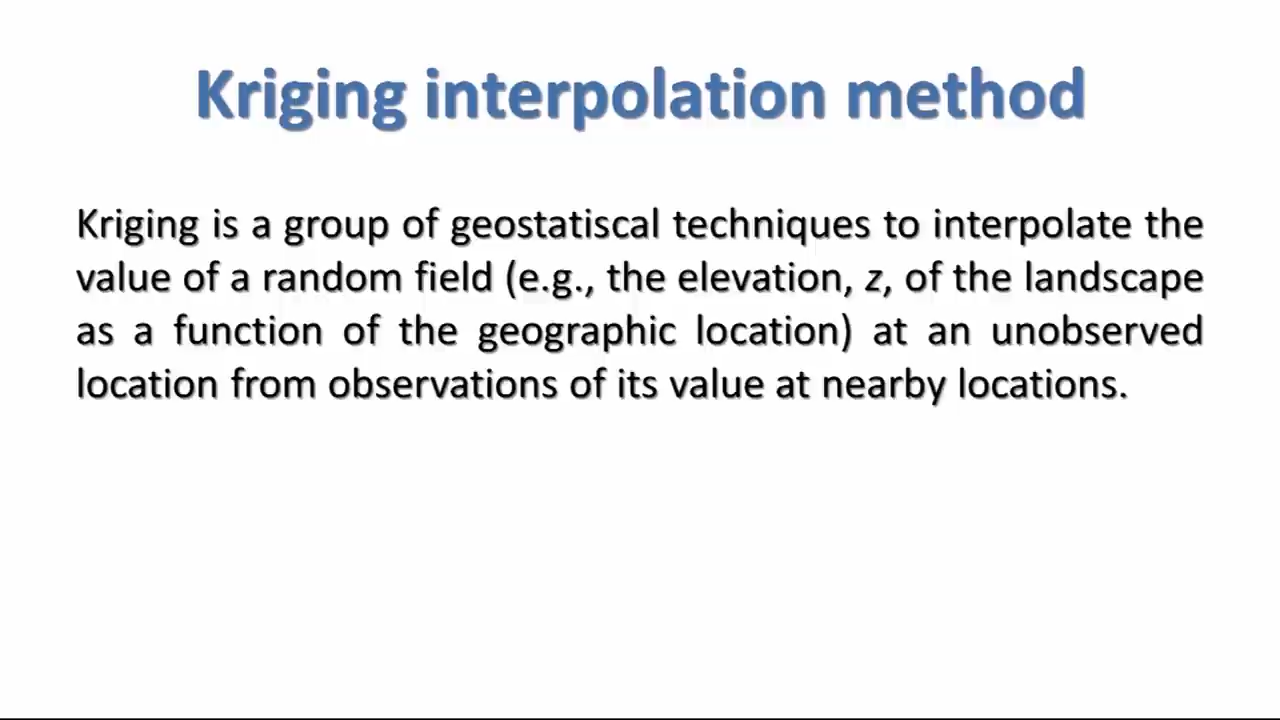 Kriging interpolation method
Kriging is a group of geostatiscal techniques to interpolate the
value of a random field (e.g., the elevation, z, of the landscape
as a function of the geographic location) at an unobserved
location from observations of its value at nearby locations.